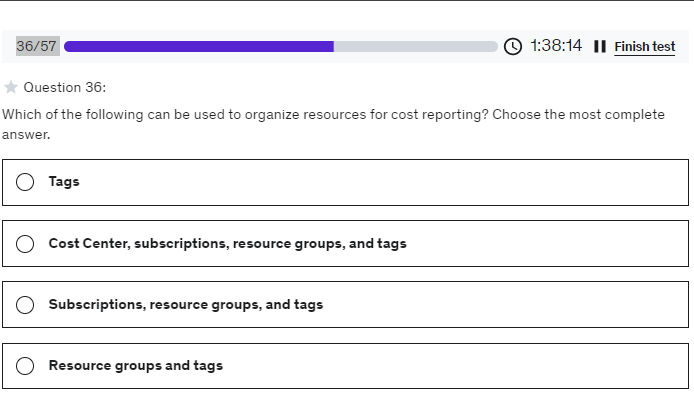 36/57
1:38:14
Finish test
Question 36:
Which of the following can be used to organize resources for cost reporting? Choose the most complete
answer.
Tags
Cost Center, subscriptions, resource groups, and tags
Subscriptions, resource groups, and tags
Resource groups and tags